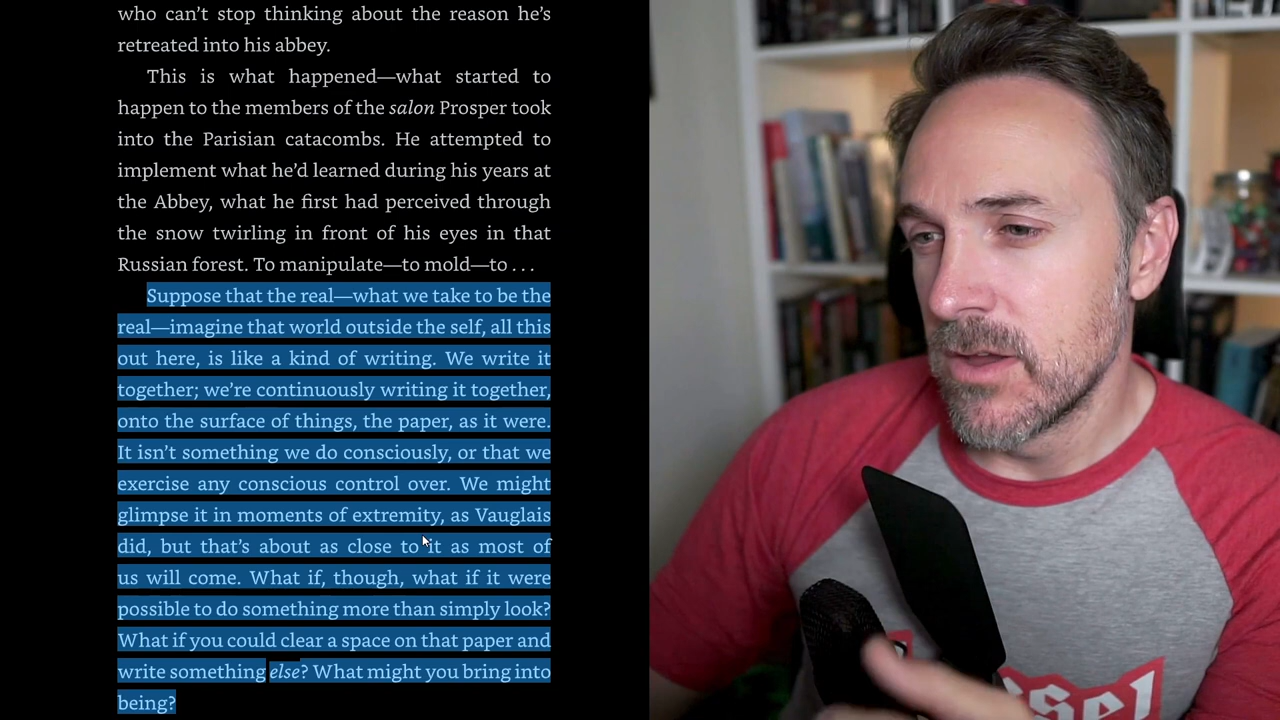 who can’t stop thinking about the reason he’s
retreated into his abbey.
This is what happened—what started to
happen to the members of the salon Prosper took
into the Parisian catacombs. He attempted to
implement what he’d learned during his years at
the Abbey, what he first had perceived through
the snow twirling in front of his eyes in that
Russian forest. To manipulate—to mold—to . . .
Suppose that the real—what we take to be the
real—imagine that world outside the self, all this
out here, is like a kind of writing. We write it
together; we’re continuously writing it together,
onto the surface of things, the paper, as it were.
It isn’t something we do consciously, or that we
exercise any conscious control over. We might
glimpse it in moments of extremity, as Vauglais
did, but that’s about as close to it as most of
us will come. What if, though, what if it were
possible to do something more than simply look?
What if you could clear a space on that paper and
write something else? What might you bring into
being?